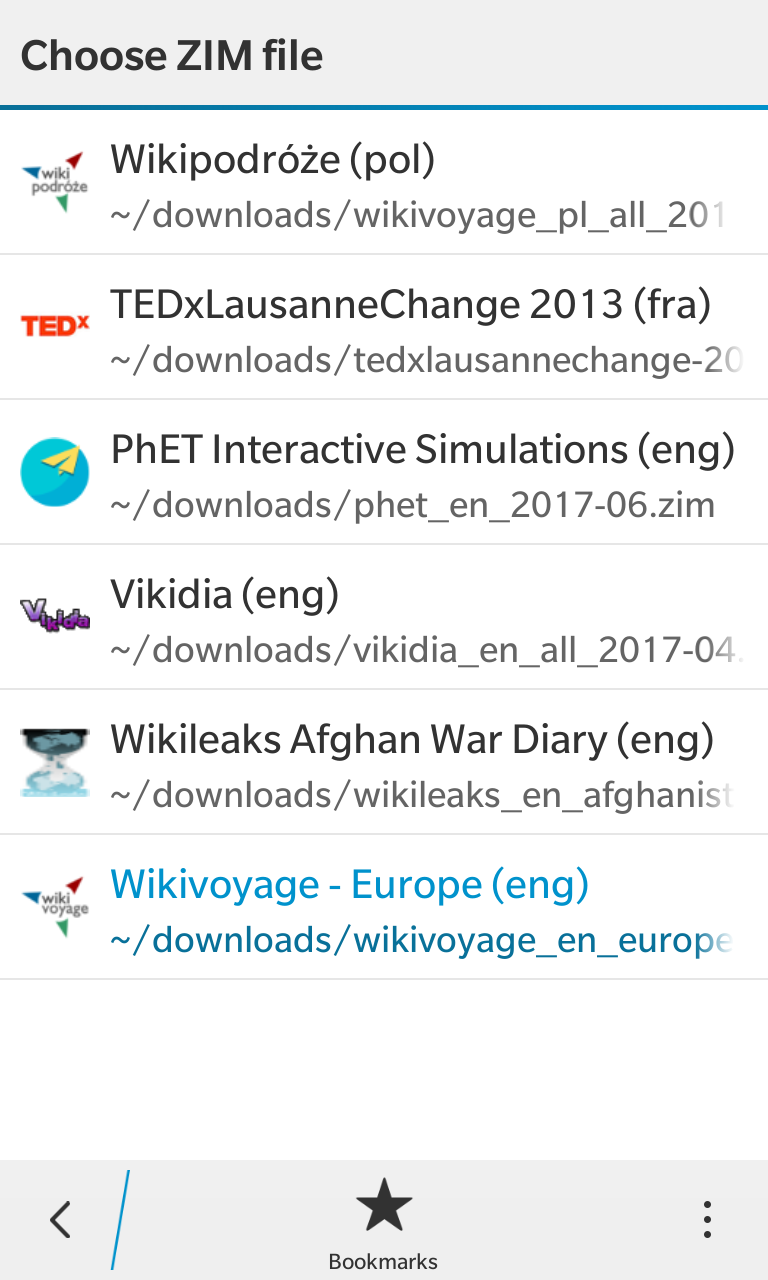 Choose ZIM file
wiki
podróże
Wikipodróże (pol)
~/downloads/wikivoyage_pl_all_201
TEDx
TEDxLausanneChange 2013 (fra)
~/downloads/tedxlausannechange-20
PhET Interactive Simulations (eng)
~/downloads/phet_en_2017-06.zim
Vikidia
Vikidia (eng)
~/downloads/vikidia_en_all_2017-04.
Wikileaks Afghan War Diary (eng)
~/downloads/wikileaks_en_afghanist
wiki
voyage
Wikivoyage - Europe (eng)
~/downloads/wikivoyage_en_europe
Bookmarks